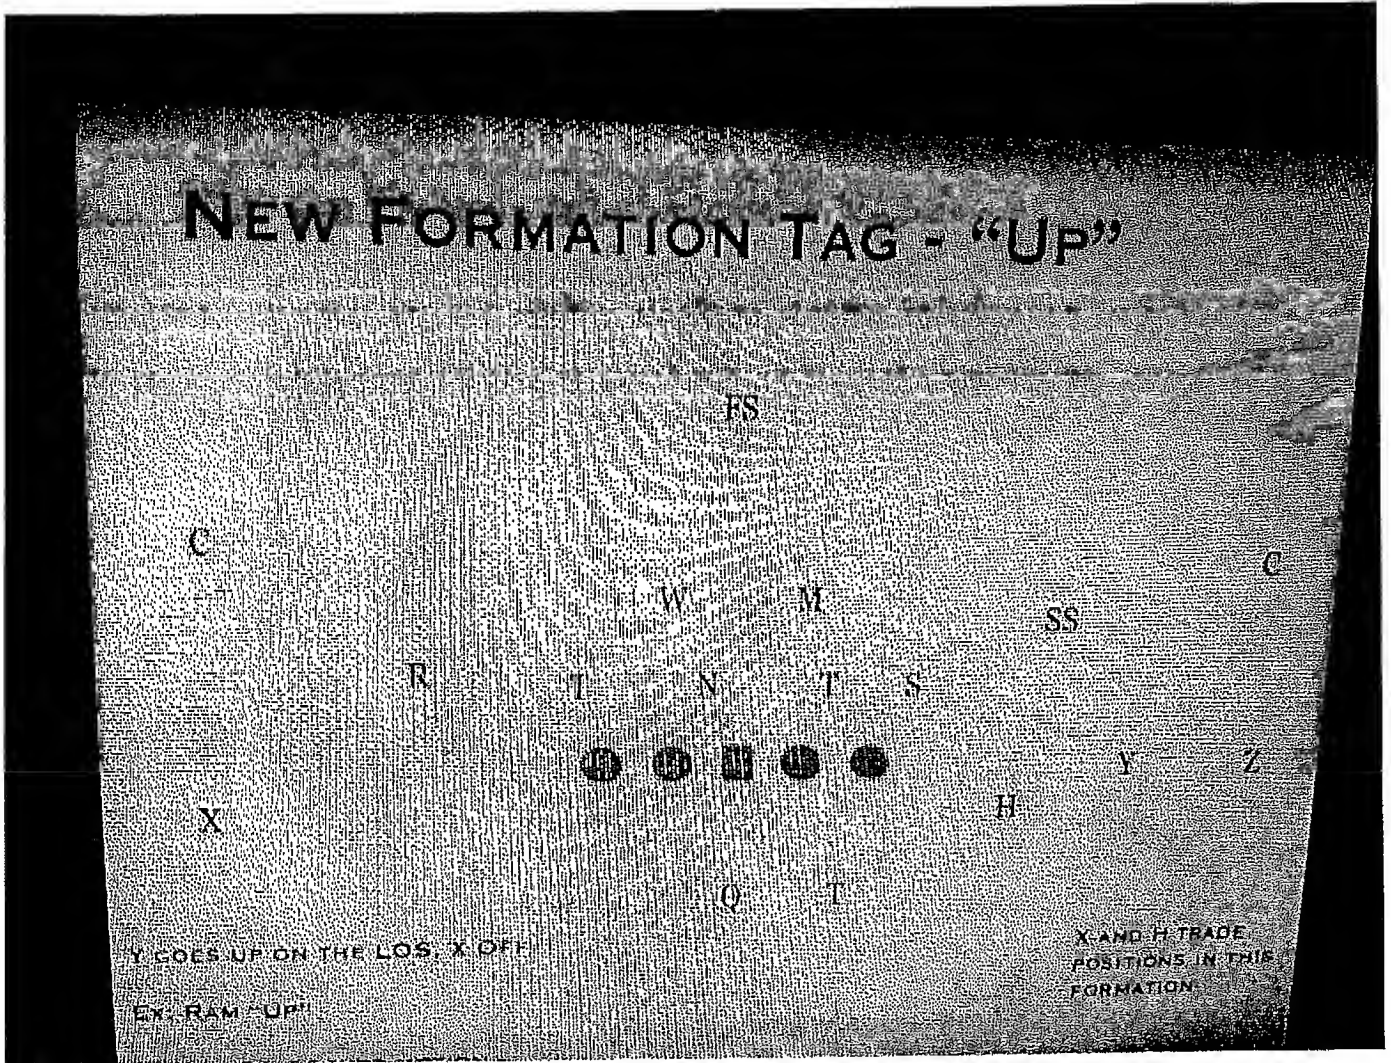 NEW FORMATION TAG - “UP”
FS
C
C
W M
SS
R T N T S
Y Z
H
X
Q T
Y GOES UP ON THE LOS, X OFF
X AND H TRADE
POSITIONS IN THIS
FORMATION
EX: RAM “UP”